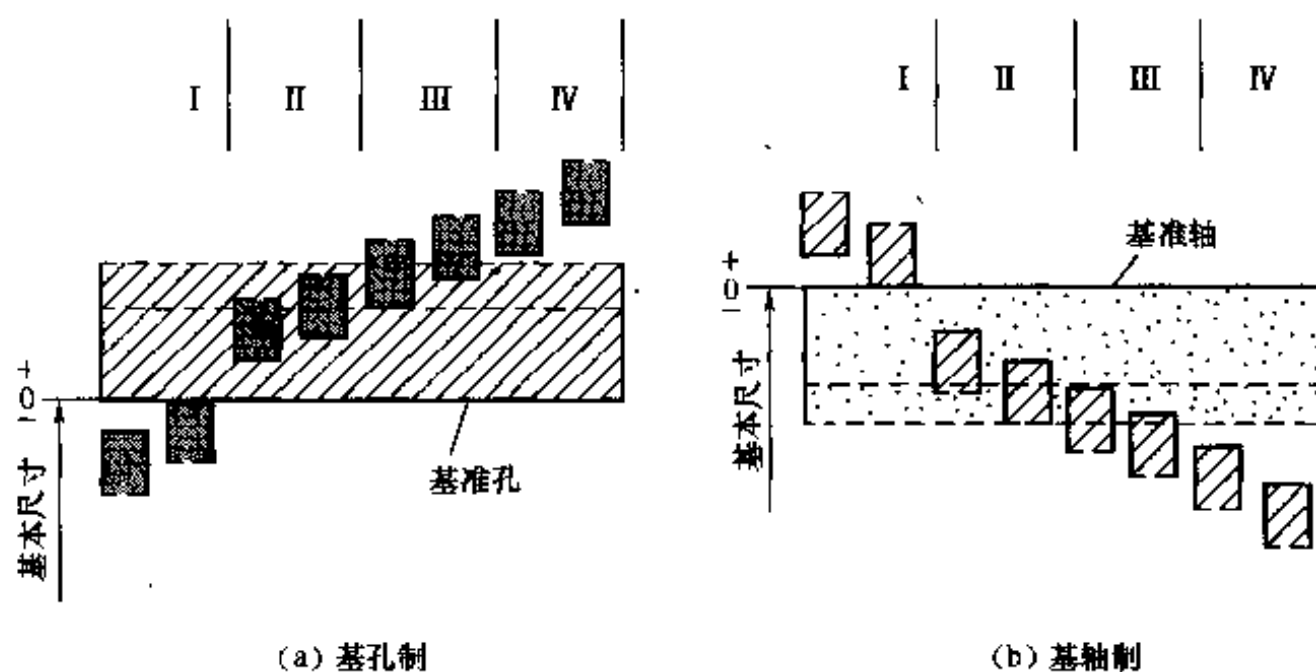 I II III IV
+
0
-
基本尺寸
基准孔
(a) 基孔制
I II III IV
基准轴
+
0
-
基本尺寸
(b) 基轴制